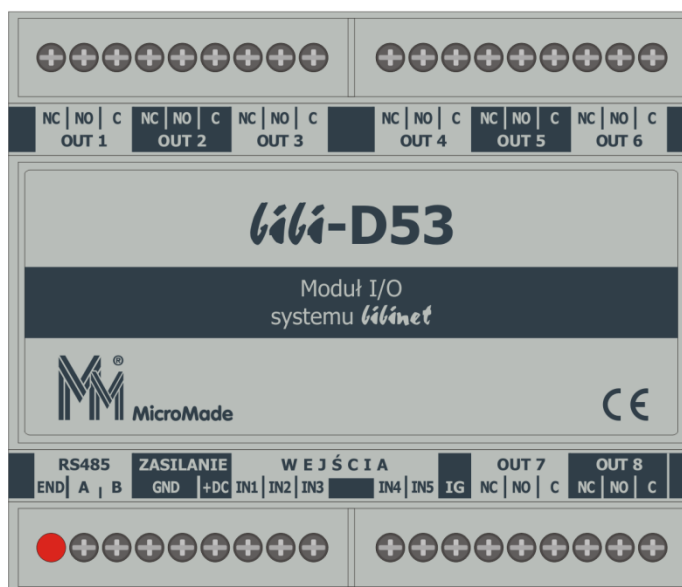 NC NO C NC NO C NC NO C NC NO C NC NO C NC NO C
OUT 1 OUT 2 OUT 3 OUT 4 OUT 5 OUT 6
bibi-D53
Moduł I/O
systemu bibinet
®
MM MicroMade CE
RS485 ZASILANIE WEJŚCIA OUT 7 OUT 8
END A B GND +DC IN1 IN2 IN3 IN4 IN5 IG NC NO C NC NO C